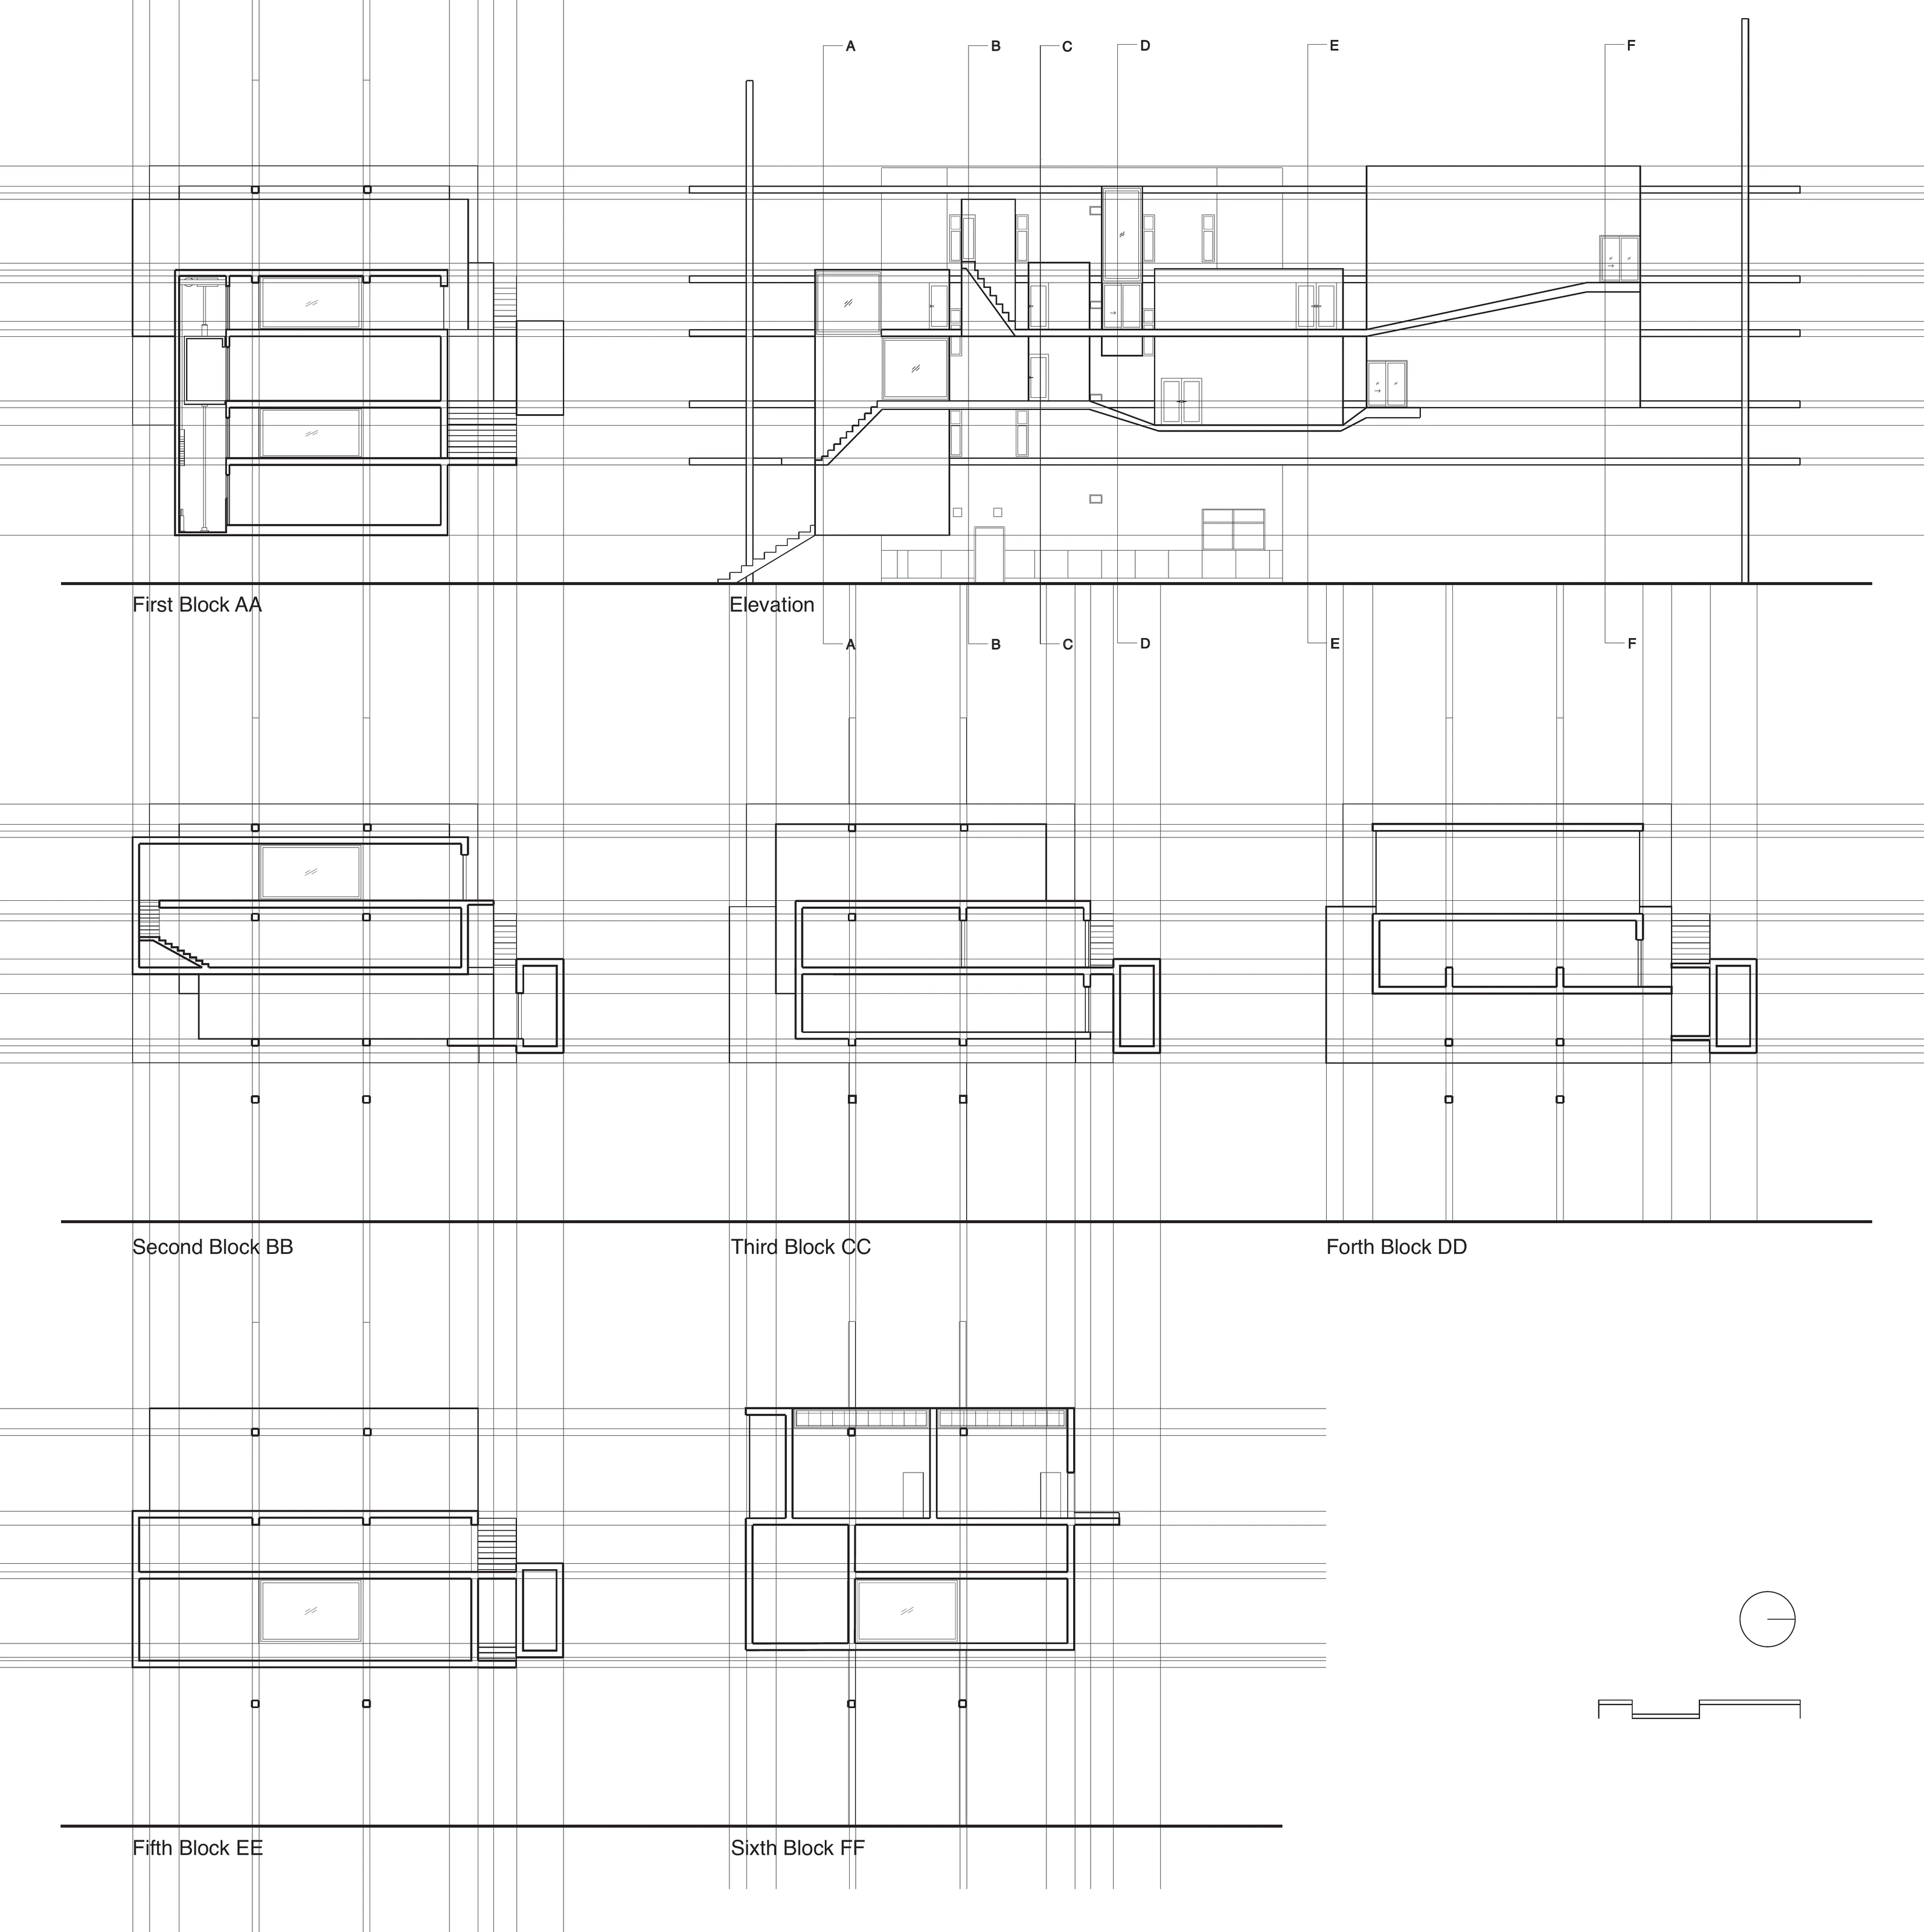 A B C D E F
First Block AA
Elevation
A B C D E F
Second Block BB
Third Block CC
Forth Block DD
Fifth Block EE
Sixth Block FF